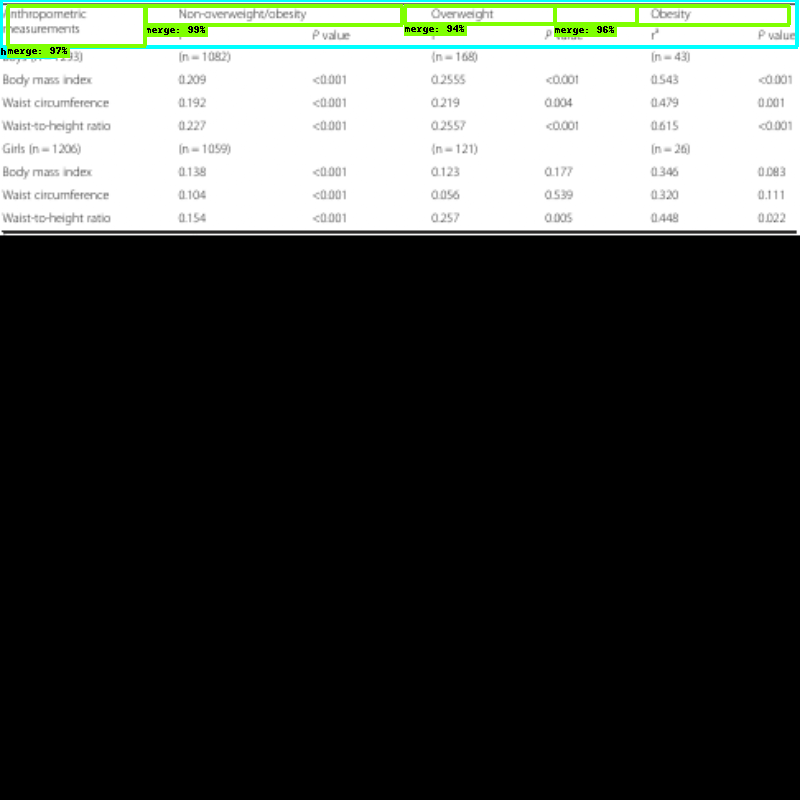 Anthropometric Non-overweight/obesity Overweight Obesity
measurements
P value P value rᵃ P value
merge: 99% merge: 94% merge: 96%
merge: 97%
(n = 1082) (n = 168) (n = 43)
Body mass index 0.209 <0.001 0.2555 <0.001 0.543 <0.001
Waist circumference 0.192 <0.001 0.219 0.004 0.479 0.001
Waist-to-height ratio 0.227 <0.001 0.2557 <0.001 0.615 <0.001
Girls (n = 1206) (n = 1059) (n = 121) (n = 26)
Body mass index 0.138 <0.001 0.123 0.177 0.346 0.083
Waist circumference 0.104 <0.001 0.056 0.539 0.320 0.111
Waist-to-height ratio 0.154 <0.001 0.257 0.005 0.448 0.022